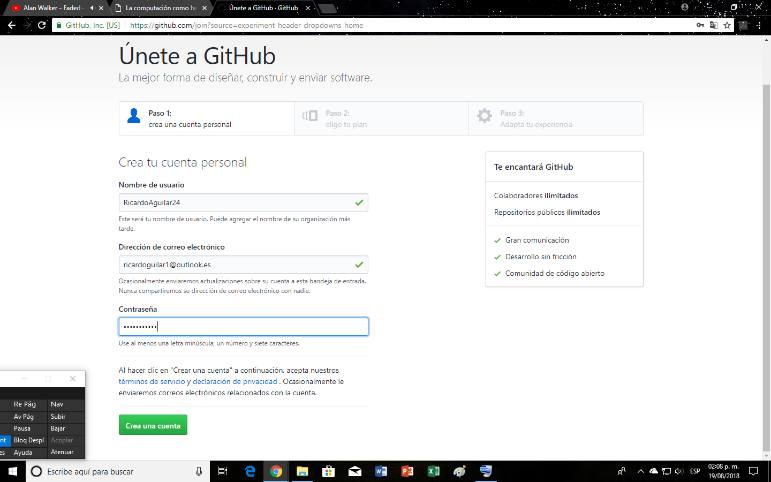 Alan Walker - Faded -
La computación como he
Únete a GitHub · GitHub
GitHub, Inc. [US]
https://github.com/join?source=experiment-header-dropdowns-home
Únete a GitHub
La mejor forma de diseñar, construir y enviar software.
Paso 1:
crea una cuenta personal
Paso 2:
elige tu plan
Paso 3:
Adapta tu experiencia
Crea tu cuenta personal
Nombre de usuario
RicardoAguilar24
Este será tu nombre de usuario. Puede agregar el nombre de su organización más
tarde.
Dirección de correo electrónico
ricardoguilar1@outlook.es
Ocasionalmente enviaremos actualizaciones sobre su cuenta a esta bandeja de entrada.
Nunca compartiremos su dirección de correo electrónico con nadie.
Contraseña
•••••••••••
Use al menos una letra minúscula, un número y siete caracteres.
Al hacer clic en "Crear una cuenta" a continuación, acepta nuestros
términos de servicio y declaración de privacidad . Ocasionalmente le
enviaremos correos electrónicos relacionados con la cuenta.
Crea una cuenta
Te encantará GitHub
Colaboradores ilimitados
Repositorios públicos ilimitados
Gran comunicación
Desarrollo sin fricción
Comunidad de código abierto
Re Pág Nav
Av Pág Subir
Pausa Bajar
nt Bloq Despl Acoplar
es Ayuda Atenuar
Escribe aquí para buscar
ESP
02:08 p. m.
19/08/2018